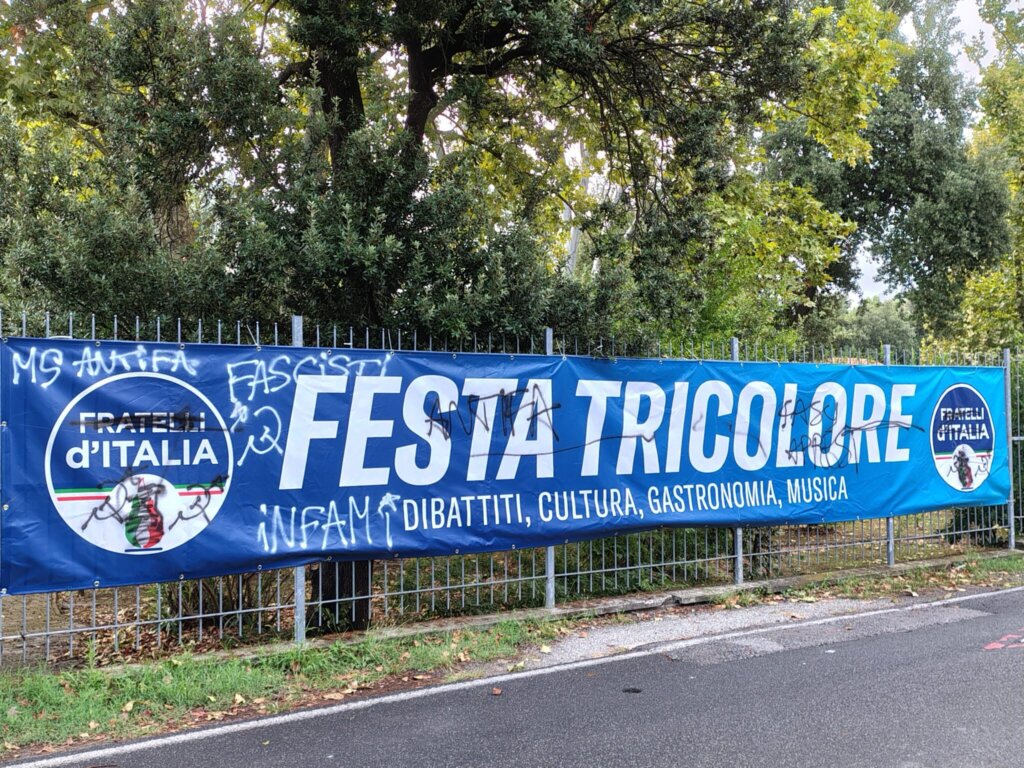 MS ANTiFA
FRATELLI
d'ITALIA
FASCISTI
iNFAMI
FESTA TRICOLORE
ANTIFA
DIBATTITI, CULTURA, GASTRONOMIA, MUSICA
FRATELLI
d'ITALIA